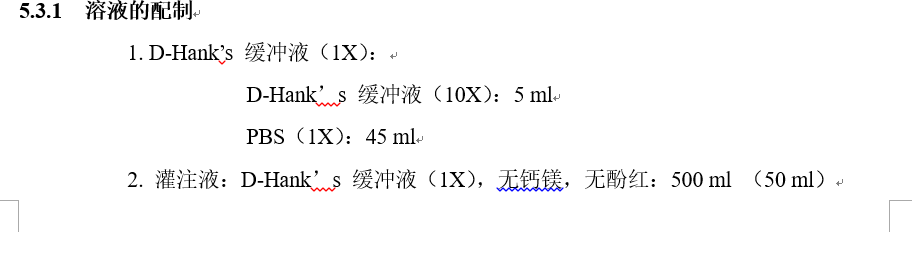 5.3.1 溶液的配制
1. D-Hank's 缓冲液（1X）：
D-Hank’s 缓冲液（10X）：5 ml
PBS（1X）：45 ml
2. 灌注液：D-Hank’s 缓冲液（1X），无钙镁，无酚红：500 ml （50 ml）